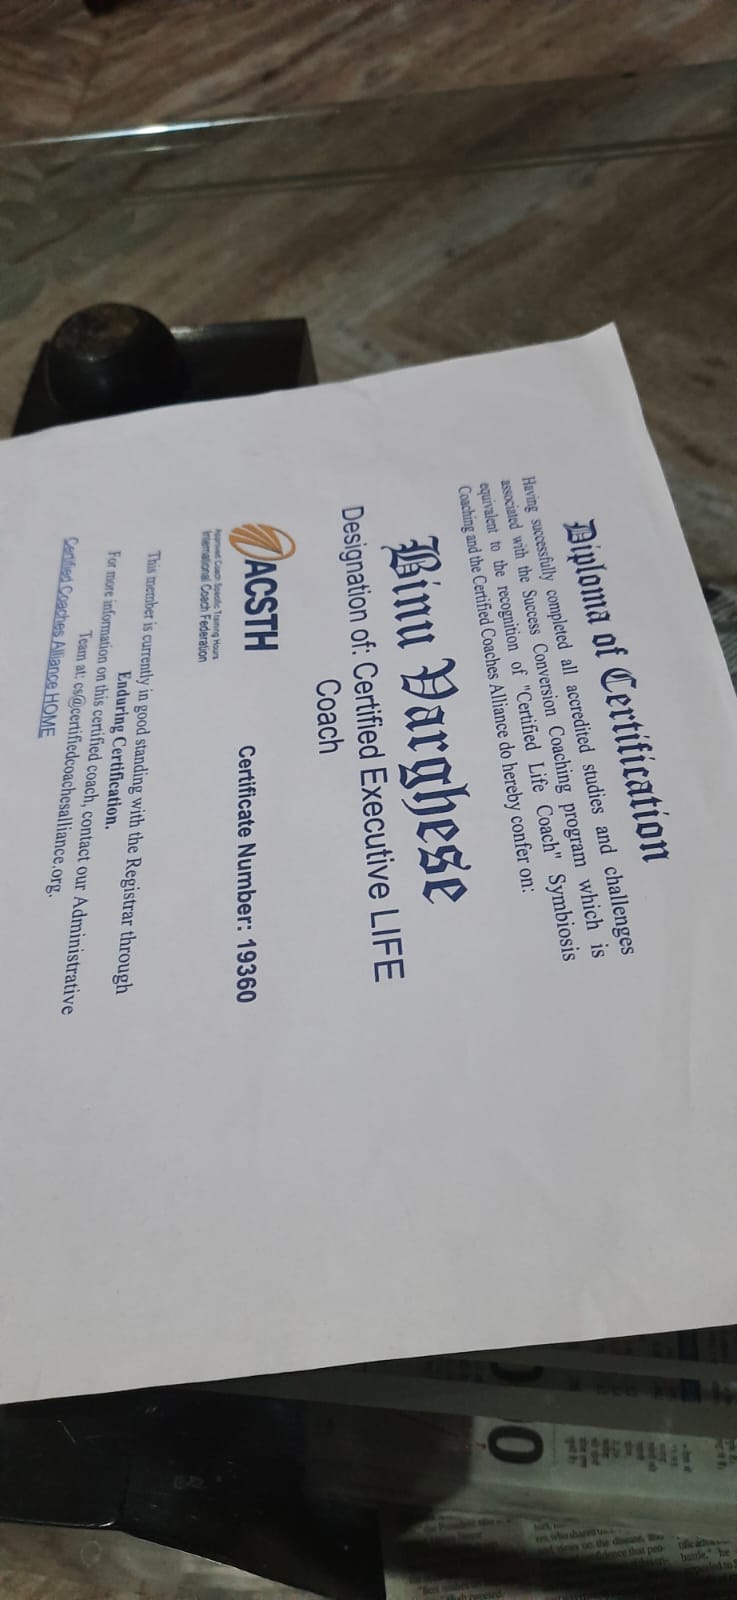 Diploma of Certification
Having successfully completed all accredited studies and challenges
associated with the Success Conversion Coaching program which is
equivalent to the recognition of "Certified Life Coach" Symbiosis
Coaching and the Certified Coaches Alliance do hereby confer on:
Binu Varghese
Designation of: Certified Executive LIFE
Coach
ACSTH
Approved Coach Specific Training Hours
International Coach Federation
Certificate Number: 19360
This member is currently in good standing with the Registrar through
Enduring Certification.
For more information on this certified coach, contact our Administrative
Team at: cs@certifiedcoachesalliance.org.
Certified Coaches Alliance HOME
0